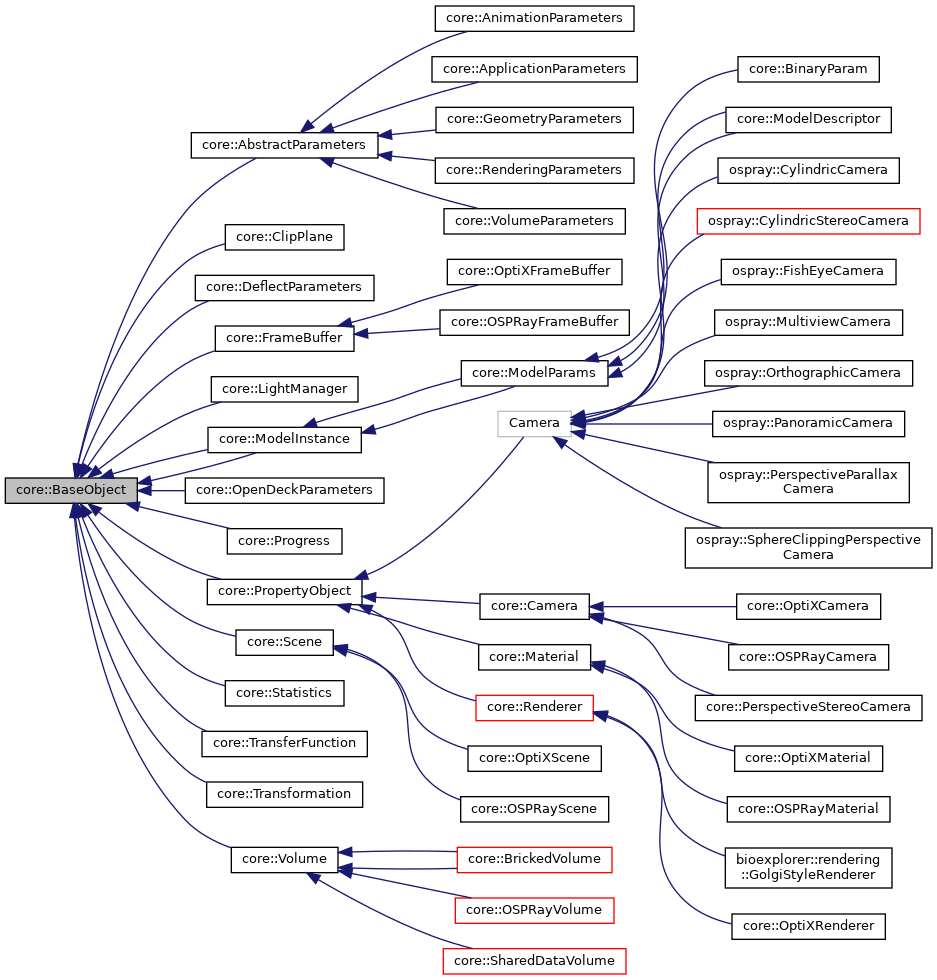 core::AnimationParameters
core::ApplicationParameters
core::BinaryParam
core::GeometryParameters
core::ModelDescriptor
core::AbstractParameters
core::RenderingParameters
ospray::CylindricCamera
core::VolumeParameters
ospray::CylindricStereoCamera
core::ClipPlane
core::OptiXFrameBuffer
ospray::FishEyeCamera
core::DeflectParameters
core::OSPRayFrameBuffer
ospray::MultiviewCamera
core::FrameBuffer
core::ModelParams
ospray::OrthographicCamera
core::LightManager
Camera
ospray::PanoramicCamera
core::ModelInstance
ospray::PerspectiveParallax
Camera
core::BaseObject
core::OpenDeckParameters
core::Progress
ospray::SphereClippingPerspective
Camera
core::PropertyObject
core::Camera
core::OptiXCamera
core::Scene
core::Material
core::OSPRayCamera
core::Statistics
core::Renderer
core::PerspectiveStereoCamera
core::TransferFunction
core::OptiXScene
core::OptiXMaterial
core::Transformation
core::OSPRayScene
core::OSPRayMaterial
core::Volume
core::BrickedVolume
bioexplorer::rendering
::GolgiStyleRenderer
core::OSPRayVolume
core::OptiXRenderer
core::SharedDataVolume